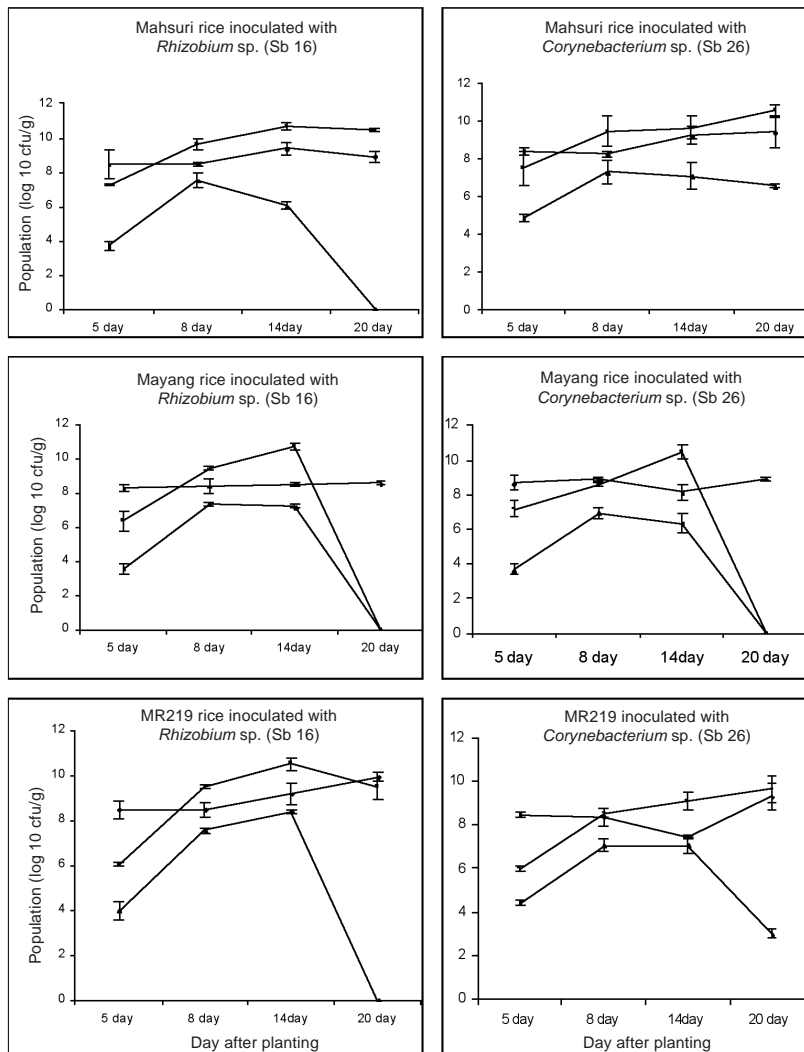 Mahsuri rice inoculated with
Rhizobium sp. (Sb 16)
Population (log 10 cfu/g)
12
10
8
6
4
2
0
5 day 8 day 14day 20 day
Mahsuri rice inoculated with
Corynebacterium sp. (Sb 26)
12
10
8
6
4
2
0
5 day 8 day 14day 20 day
Mayang rice inoculated with
Rhizobium sp. (Sb 16)
Population (log 10 cfu/g)
12
10
8
6
4
2
0
5 day 8 day 14day 20 day
Mayang rice inoculated with
Corynebacterium sp. (Sb 26)
12
10
8
6
4
2
0
5 day 8 day 14day 20 day
MR219 rice inoculated with
Rhizobium sp. (Sb 16)
Population (log 10 cfu/g)
12
10
8
6
4
2
0
5 day 8 day 14day 20 day
Day after planting
MR219 inoculated with
Corynebacterium sp. (Sb 26)
12
10
8
6
4
2
0
5 day 8 day 14 day 20 day
Day after planting